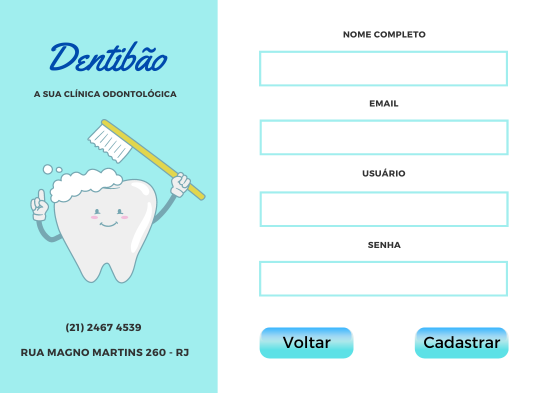 Dentibão
A SUA CLÍNICA ODONTOLÓGICA
(21) 2467 4539
RUA MAGNO MARTINS 260 - RJ
NOME COMPLETO
EMAIL
USUÁRIO
SENHA
Voltar
Cadastrar